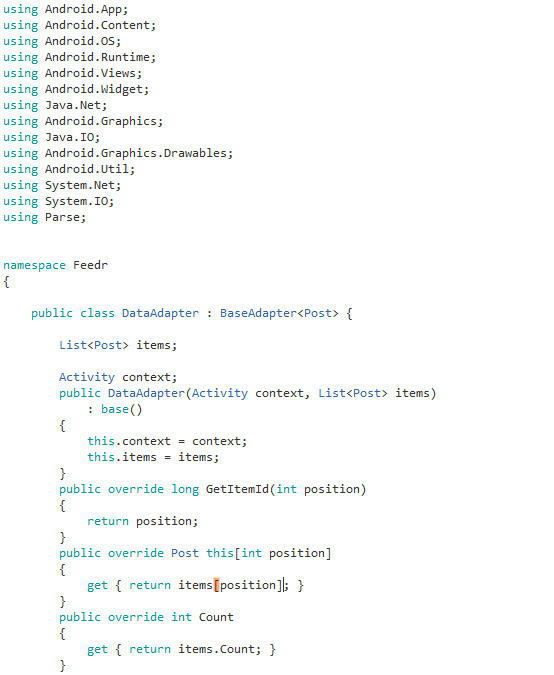 using Android.App;
using Android.Content;
using Android.OS;
using Android.Runtime;
using Android.Views;
using Android.Widget;
using Java.Net;
using Android.Graphics;
using Java.IO;
using Android.Graphics.Drawables;
using Android.Util;
using System.Net;
using System.IO;
using Parse;
namespace Feedr
{
public class DataAdapter : BaseAdapter<Post> {
List<Post> items;
Activity context;
public DataAdapter(Activity context, List<Post> items)
: base()
{
this.context = context;
this.items = items;
}
public override long GetItemId(int position)
{
return position;
}
public override Post this[int position]
{
get { return items[position]; }
}
public override int Count
{
get { return items.Count; }
}